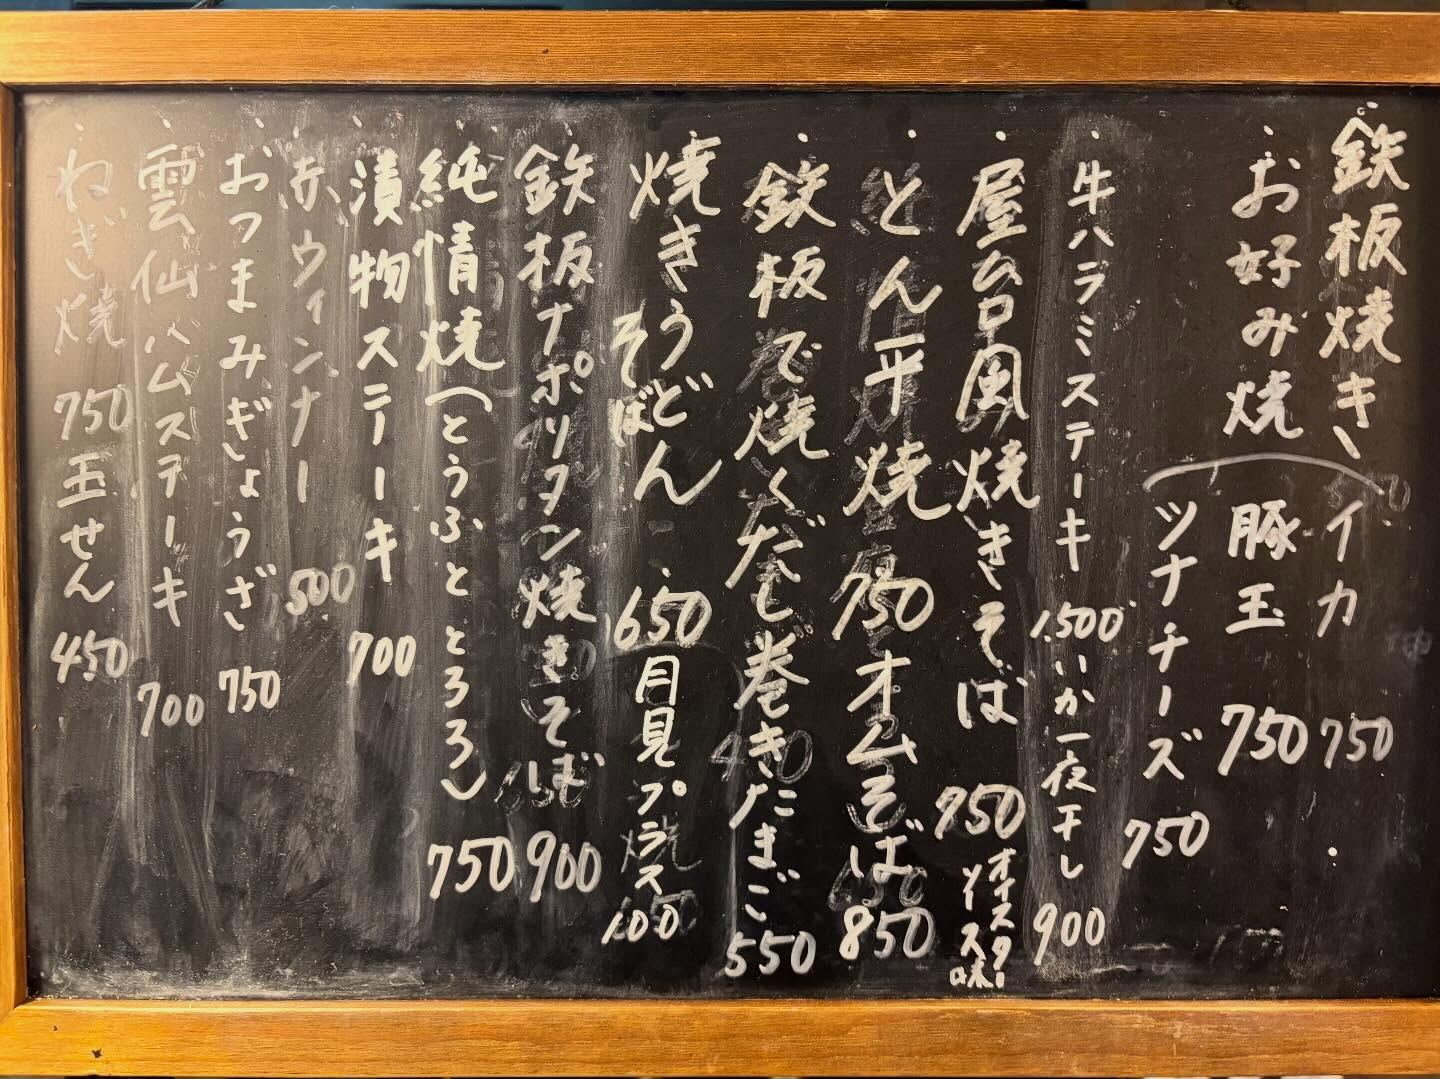 鉄板焼き
イカ 750
お好み焼
豚玉 750
ツナチーズ 750
牛ハラミステーキ 1500
いか一夜干し 900
屋台風焼きそば 750
オイスターソース味
とん平焼 750
オムそば 850
鉄板で焼くだし巻きたまご 550
焼きうどん
そば
650
月見プラス 100
鉄板ナポリタン焼きそば 900
純情焼(とうふととろろ) 750
漬物ステーキ 700
赤ウィンナー 500
おつまみぎょうざ 750
雲仙ハムステーキ 700
ねぎ焼 750
玉せん 450